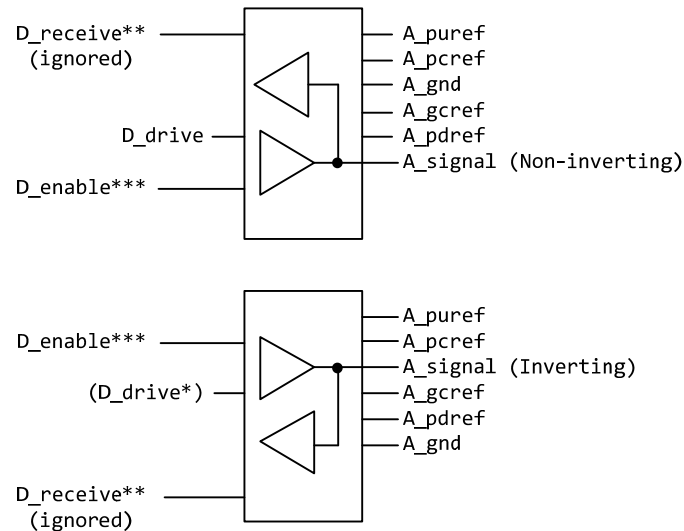 D_receive**
(ignored)
D_drive
D_enable***
A_puref
A_pcref
A_gnd
A_gcref
A_pdref
A_signal (Non-inverting)
D_enable***
(D_drive*)
D_receive**
(ignored)
A_puref
A_pcref
A_signal (Inverting)
A_gcref
A_pdref
A_gnd